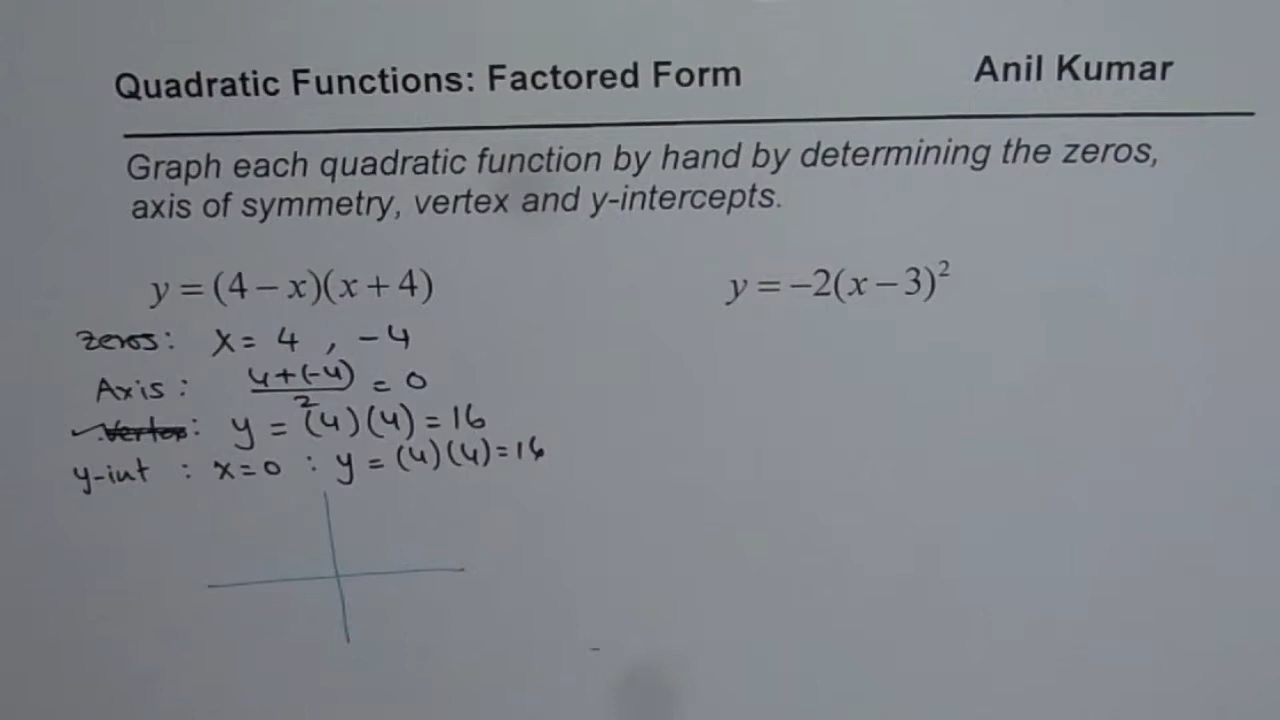 Quadratic Functions: Factored Form Anil Kumar
Graph each quadratic function by hand by determining the zeros,
axis of symmetry, vertex and y-intercepts.
y = (4 − x)(x + 4) y = −2(x − 3)²
Zeros: x = 4 , −4
Axis : 4+(−4)/2 = 0
Vertex: y = (4)(4) = 16
y-int : x=0 : y = (4)(4)=16